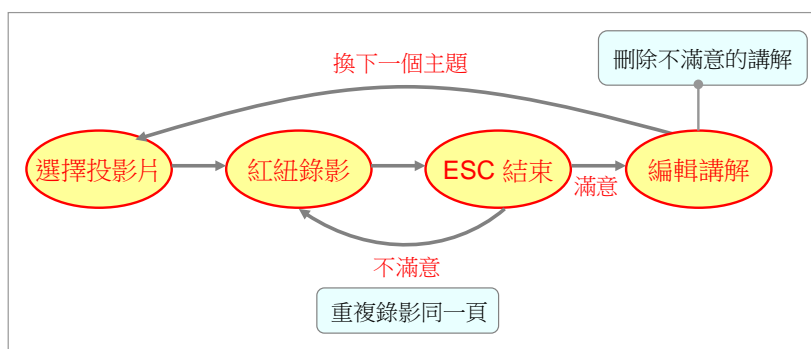 刪除不滿意的講解
換下一個主題
選擇投影片
紅紐錄影
ESC 結束
滿意
編輯講解
不滿意
重複錄影同一頁